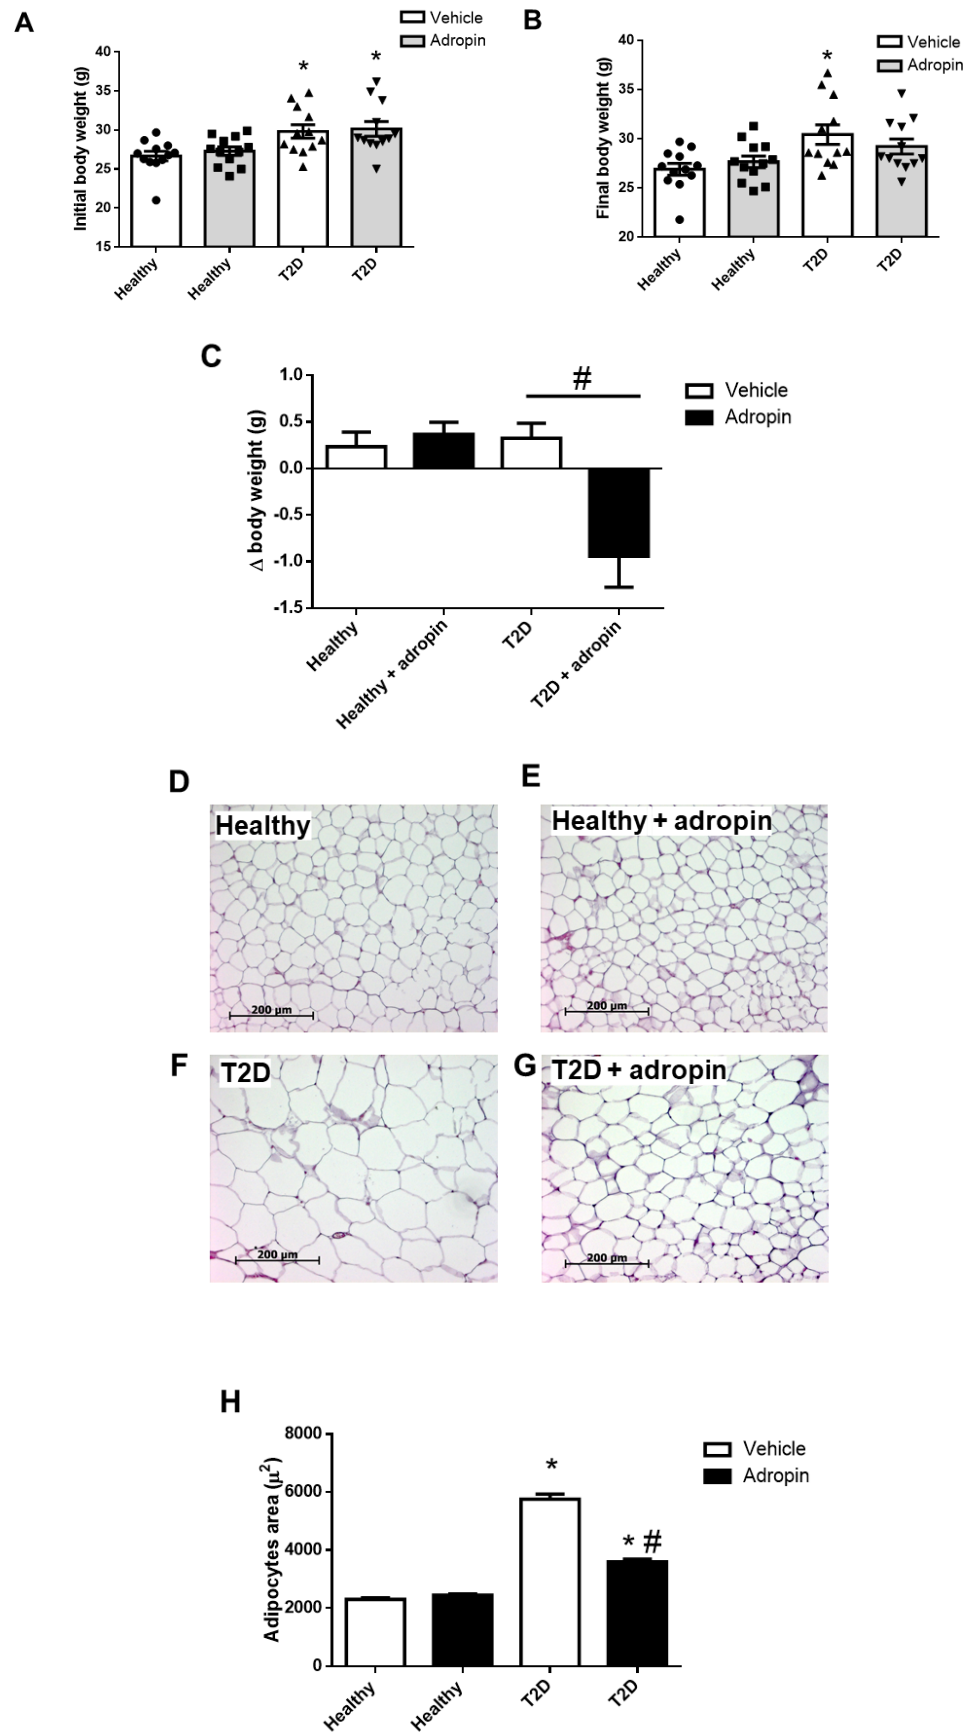 A
Vehicle
Adropin
Initial body weight (g)
40
35
30
25
20
15
*
*
Healthy
Healthy
T2D
T2D
B
Vehicle
Adropin
Final body weight (g)
40
35
30
25
20
*
Healthy
Healthy
T2D
T2D
C
Vehicle
Adropin
Δ body weight (g)
1.0
0.5
0.0
-0.5
-1.0
-1.5
#
Healthy
Healthy + adropin
T2D
T2D + adropin
D
Healthy
200 µm
E
Healthy + adropin
200 µm
F
T2D
200 µm
G
T2D + adropin
200 µm
H
Vehicle
Adropin
Adipocytes area (µ²)
8000
6000
4000
2000
0
*
* #
Healthy
Healthy
T2D
T2D